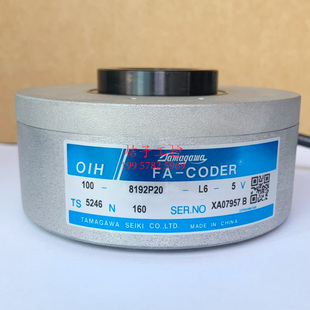 OIH Tamagawa FA-CODER®
100 - 8192P20 - L6 - 5 V
TS 5246 N 160 SER.NO XA07957 B
TAMAGAWA SEIKI CO.,LTD. MADE IN CHINA